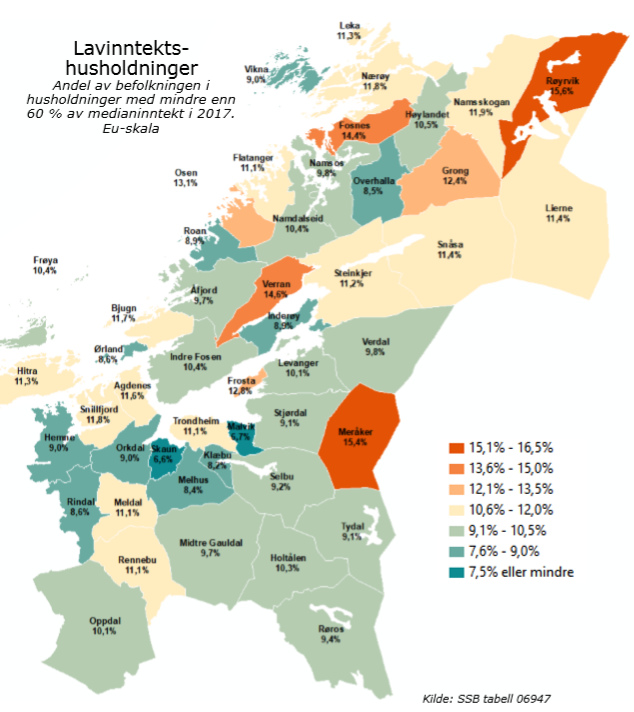 Lavinntekts-
husholdninger
Andel av befolkningen i
husholdninger med mindre enn
60 % av medianinntekt i 2017.
Eu-skala
Leka
11,3%
Vikna
9,0%
Nærøy
11,8%
Røyrvik
15,6%
Namsskogan
11,9%
Høylandet
10,5%
Fosnes
14,4%
Flatanger
11,1%
Namsos
9,8%
Osen
13,1%
Overhalla
8,5%
Grong
12,4%
Lierne
11,4%
Namdalseid
10,4%
Roan
8,9%
Snåsa
11,4%
Frøya
10,4%
Steinkjer
11,2%
Verran
14,6%
Åfjord
9,7%
Bjugn
11,7%
Inderøy
8,9%
Verdal
9,8%
Ørland
8,6%
Indre Fosen
10,4%
Levanger
10,1%
Hitra
11,3%
Agdenes
11,6%
Frosta
12,8%
Snillfjord
11,8%
Stjørdal
9,1%
Trondheim
11,1%
Malvik
6,7%
Meråker
15,4%
Hemne
9,0%
Orkdal
9,0%
Skaun
6,6%
Klæbu
8,2%
Melhus
8,4%
Selbu
9,2%
Rindal
8,6%
Meldal
11,1%
Tydal
9,1%
Midtre Gauldal
9,7%
Holtålen
10,3%
Rennebu
11,1%
Oppdal
10,1%
Røros
9,4%
15,1% - 16,5%
13,6% - 15,0%
12,1% - 13,5%
10,6% - 12,0%
9,1% - 10,5%
7,6% - 9,0%
7,5% eller mindre
Kilde: SSB tabell 06947